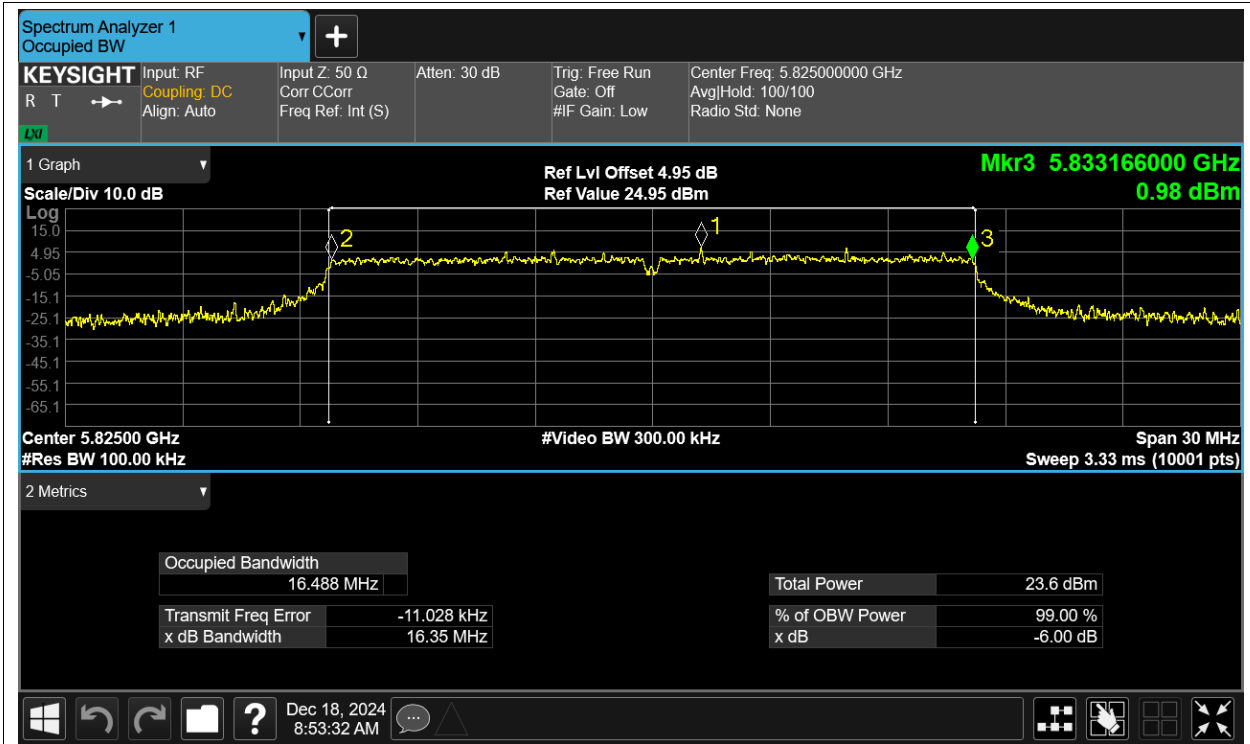 Spectrum Analyzer 1
Occupied BW
KEYSIGHT
R T
LXI
Input: RF
Coupling: DC
Align: Auto
Input Z: 50 Ω
Corr CCorr
Freq Ref: Int (S)
Atten: 30 dB
Trig: Free Run
Gate: Off
#IF Gain: Low
Center Freq: 5.825000000 GHz
Avg|Hold: 100/100
Radio Std: None
1 Graph
Scale/Div 10.0 dB
Ref Lvl Offset 4.95 dB
Ref Value 24.95 dBm
Mkr3 5.833166000 GHz
0.98 dBm
Log
15.0
4.95
-5.05
-15.1
-25.1
-35.1
-45.1
-55.1
-65.1
2
1
3
Center 5.82500 GHz
#Video BW 300.00 kHz
Span 30 MHz
#Res BW 100.00 kHz
Sweep 3.33 ms (10001 pts)
2 Metrics
Occupied Bandwidth
16.488 MHz
Transmit Freq Error -11.028 kHz
x dB Bandwidth 16.35 MHz
Total Power 23.6 dBm
% of OBW Power 99.00 %
x dB -6.00 dB
?
Dec 18, 2024
8:53:32 AM